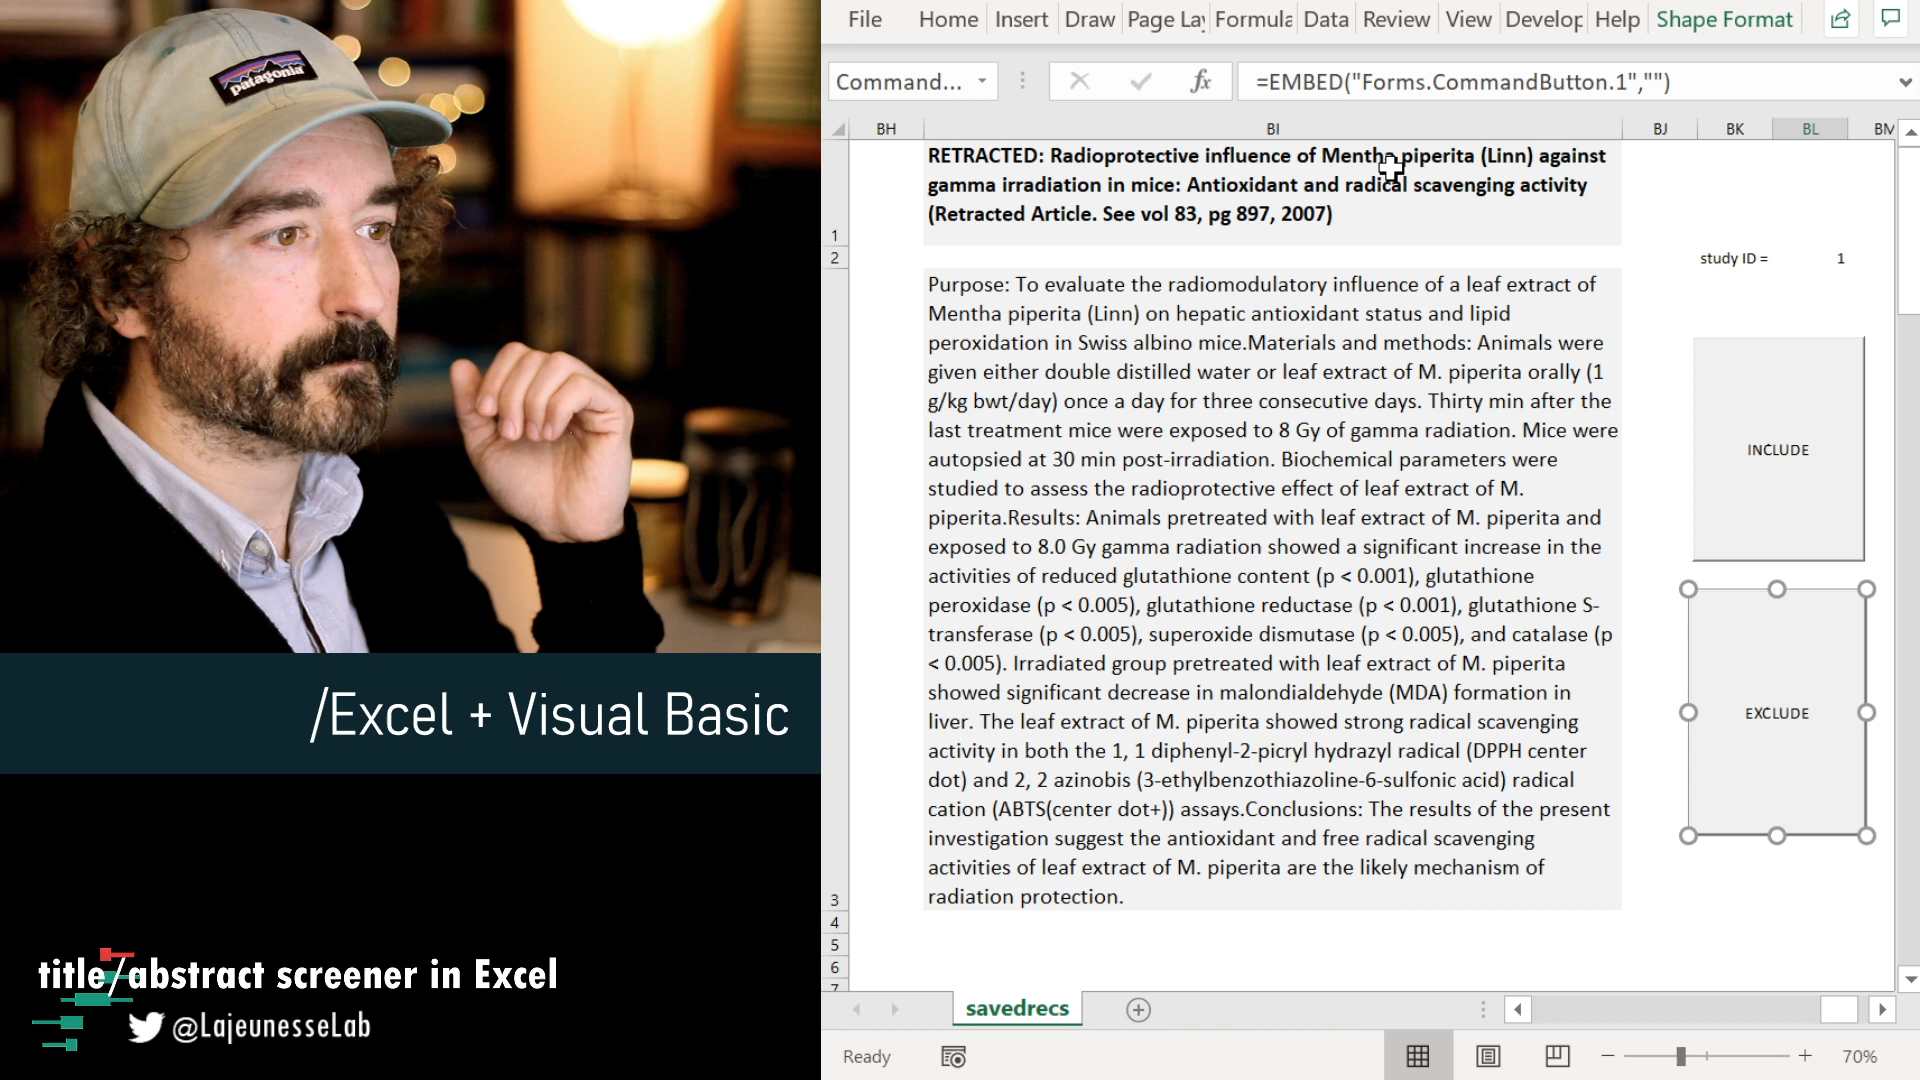 patagonia
/Excel + Visual Basic
title/abstract screener in Excel
@LajeunesseLab
File Home Insert Draw Page Lay Formula Data Review View Develop Help Shape Format
Command... fx =EMBED("Forms.CommandButton.1","")
BH BI BJ BK BL BM
RETRACTED: Radioprotective influence of Mentha piperita (Linn) against
gamma irradiation in mice: Antioxidant and radical scavenging activity
(Retracted Article. See vol 83, pg 897, 2007)
1
2 study ID = 1
Purpose: To evaluate the radiomodulatory influence of a leaf extract of
Mentha piperita (Linn) on hepatic antioxidant status and lipid
peroxidation in Swiss albino mice.Materials and methods: Animals were
given either double distilled water or leaf extract of M. piperita orally (1
g/kg bwt/day) once a day for three consecutive days. Thirty min after the
last treatment mice were exposed to 8 Gy of gamma radiation. Mice were
autopsied at 30 min post-irradiation. Biochemical parameters were
studied to assess the radioprotective effect of leaf extract of M.
piperita.Results: Animals pretreated with leaf extract of M. piperita and
exposed to 8.0 Gy gamma radiation showed a significant increase in the
activities of reduced glutathione content (p < 0.001), glutathione
peroxidase (p < 0.005), glutathione reductase (p < 0.001), glutathione S-
transferase (p < 0.005), superoxide dismutase (p < 0.005), and catalase (p
< 0.005). Irradiated group pretreated with leaf extract of M. piperita
showed significant decrease in malondialdehyde (MDA) formation in
liver. The leaf extract of M. piperita showed strong radical scavenging
activity in both the 1, 1 diphenyl-2-picryl hydrazyl radical (DPPH center
dot) and 2, 2 azinobis (3-ethylbenzothiazoline-6-sulfonic acid) radical
cation (ABTS(center dot+)) assays.Conclusions: The results of the present
investigation suggest the antioxidant and free radical scavenging
activities of leaf extract of M. piperita are the likely mechanism of
radiation protection.
INCLUDE
EXCLUDE
3
4
5
6
7
savedrecs
Ready 70%